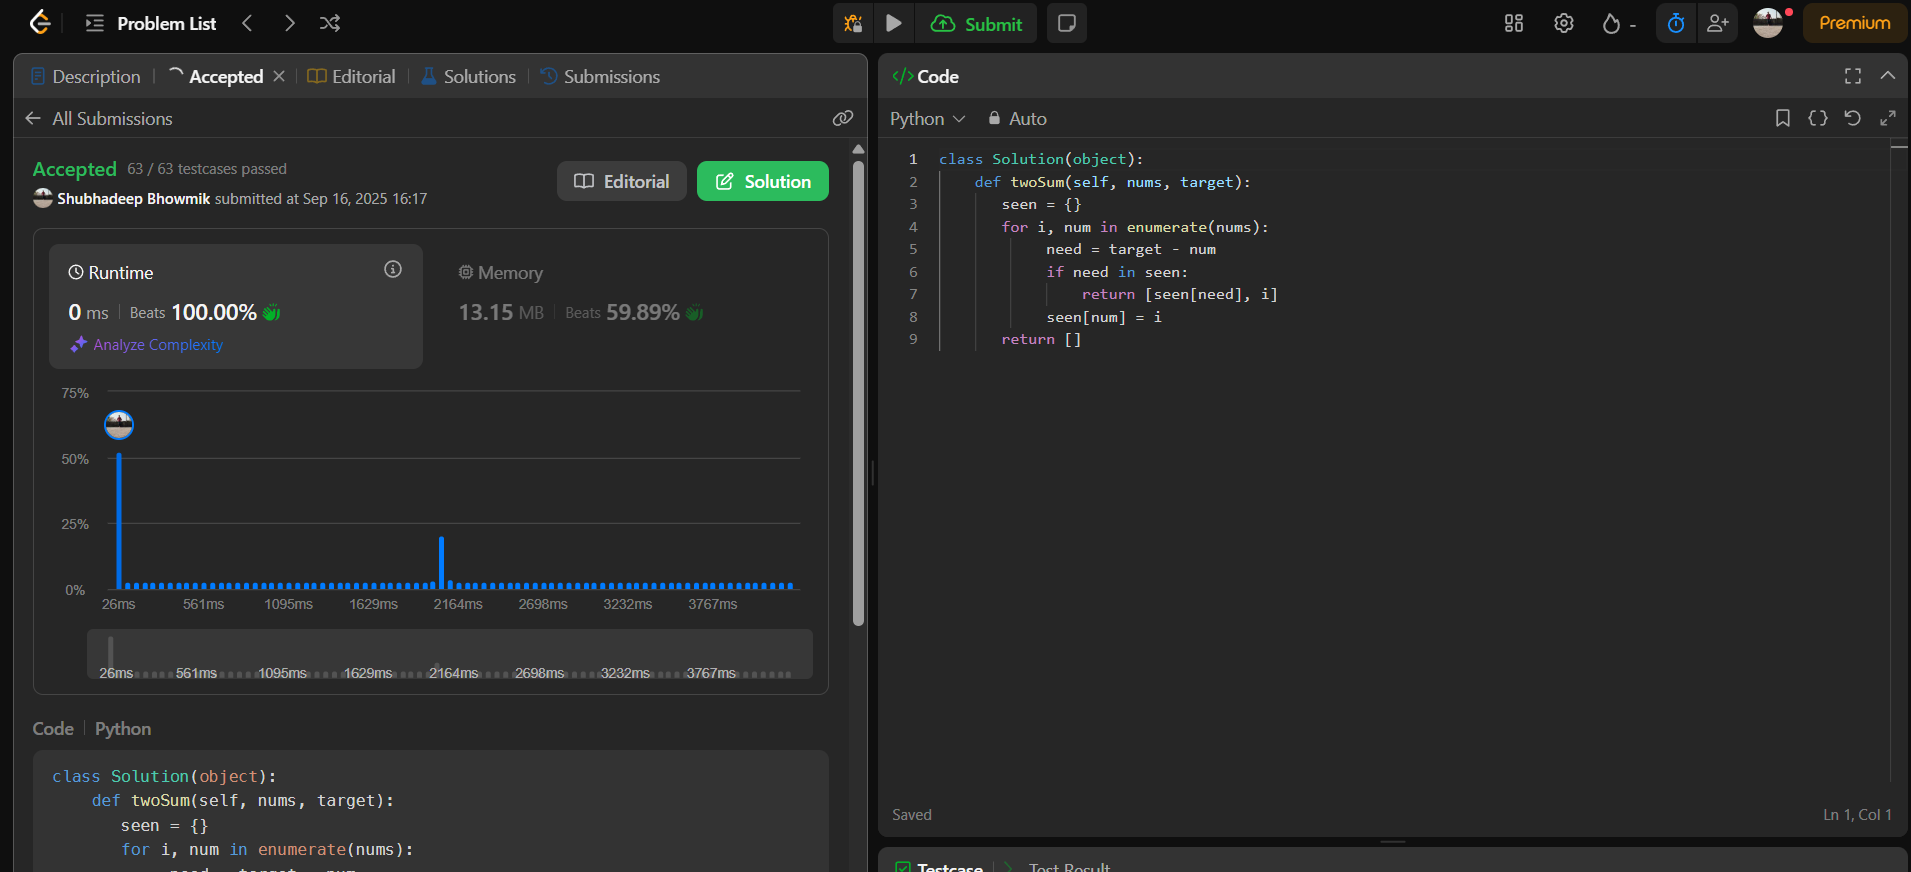 Problem List
Submit
-
Premium
Description
Accepted
Editorial
Solutions
Submissions
All Submissions
Accepted 63 / 63 testcases passed
Shubhadeep Bhowmik submitted at Sep 16, 2025 16:17
Editorial
Solution
Runtime
0 ms Beats 100.00%
Analyze Complexity
Memory
13.15 MB Beats 59.89%
75%
50%
25%
0%
26ms 561ms 1095ms 1629ms 2164ms 2698ms 3232ms 3767ms
26ms 561ms 1095ms 1629ms 2164ms 2698ms 3232ms 3767ms
Code Python
class Solution(object):
def twoSum(self, nums, target):
seen = {}
for i, num in enumerate(nums):
need = target - num
</> Code
Python Auto
1 class Solution(object):
2 def twoSum(self, nums, target):
3 seen = {}
4 for i, num in enumerate(nums):
5 need = target - num
6 if need in seen:
7 return [seen[need], i]
8 seen[num] = i
9 return []
Saved
Ln 1, Col 1
Testcase
Test Result